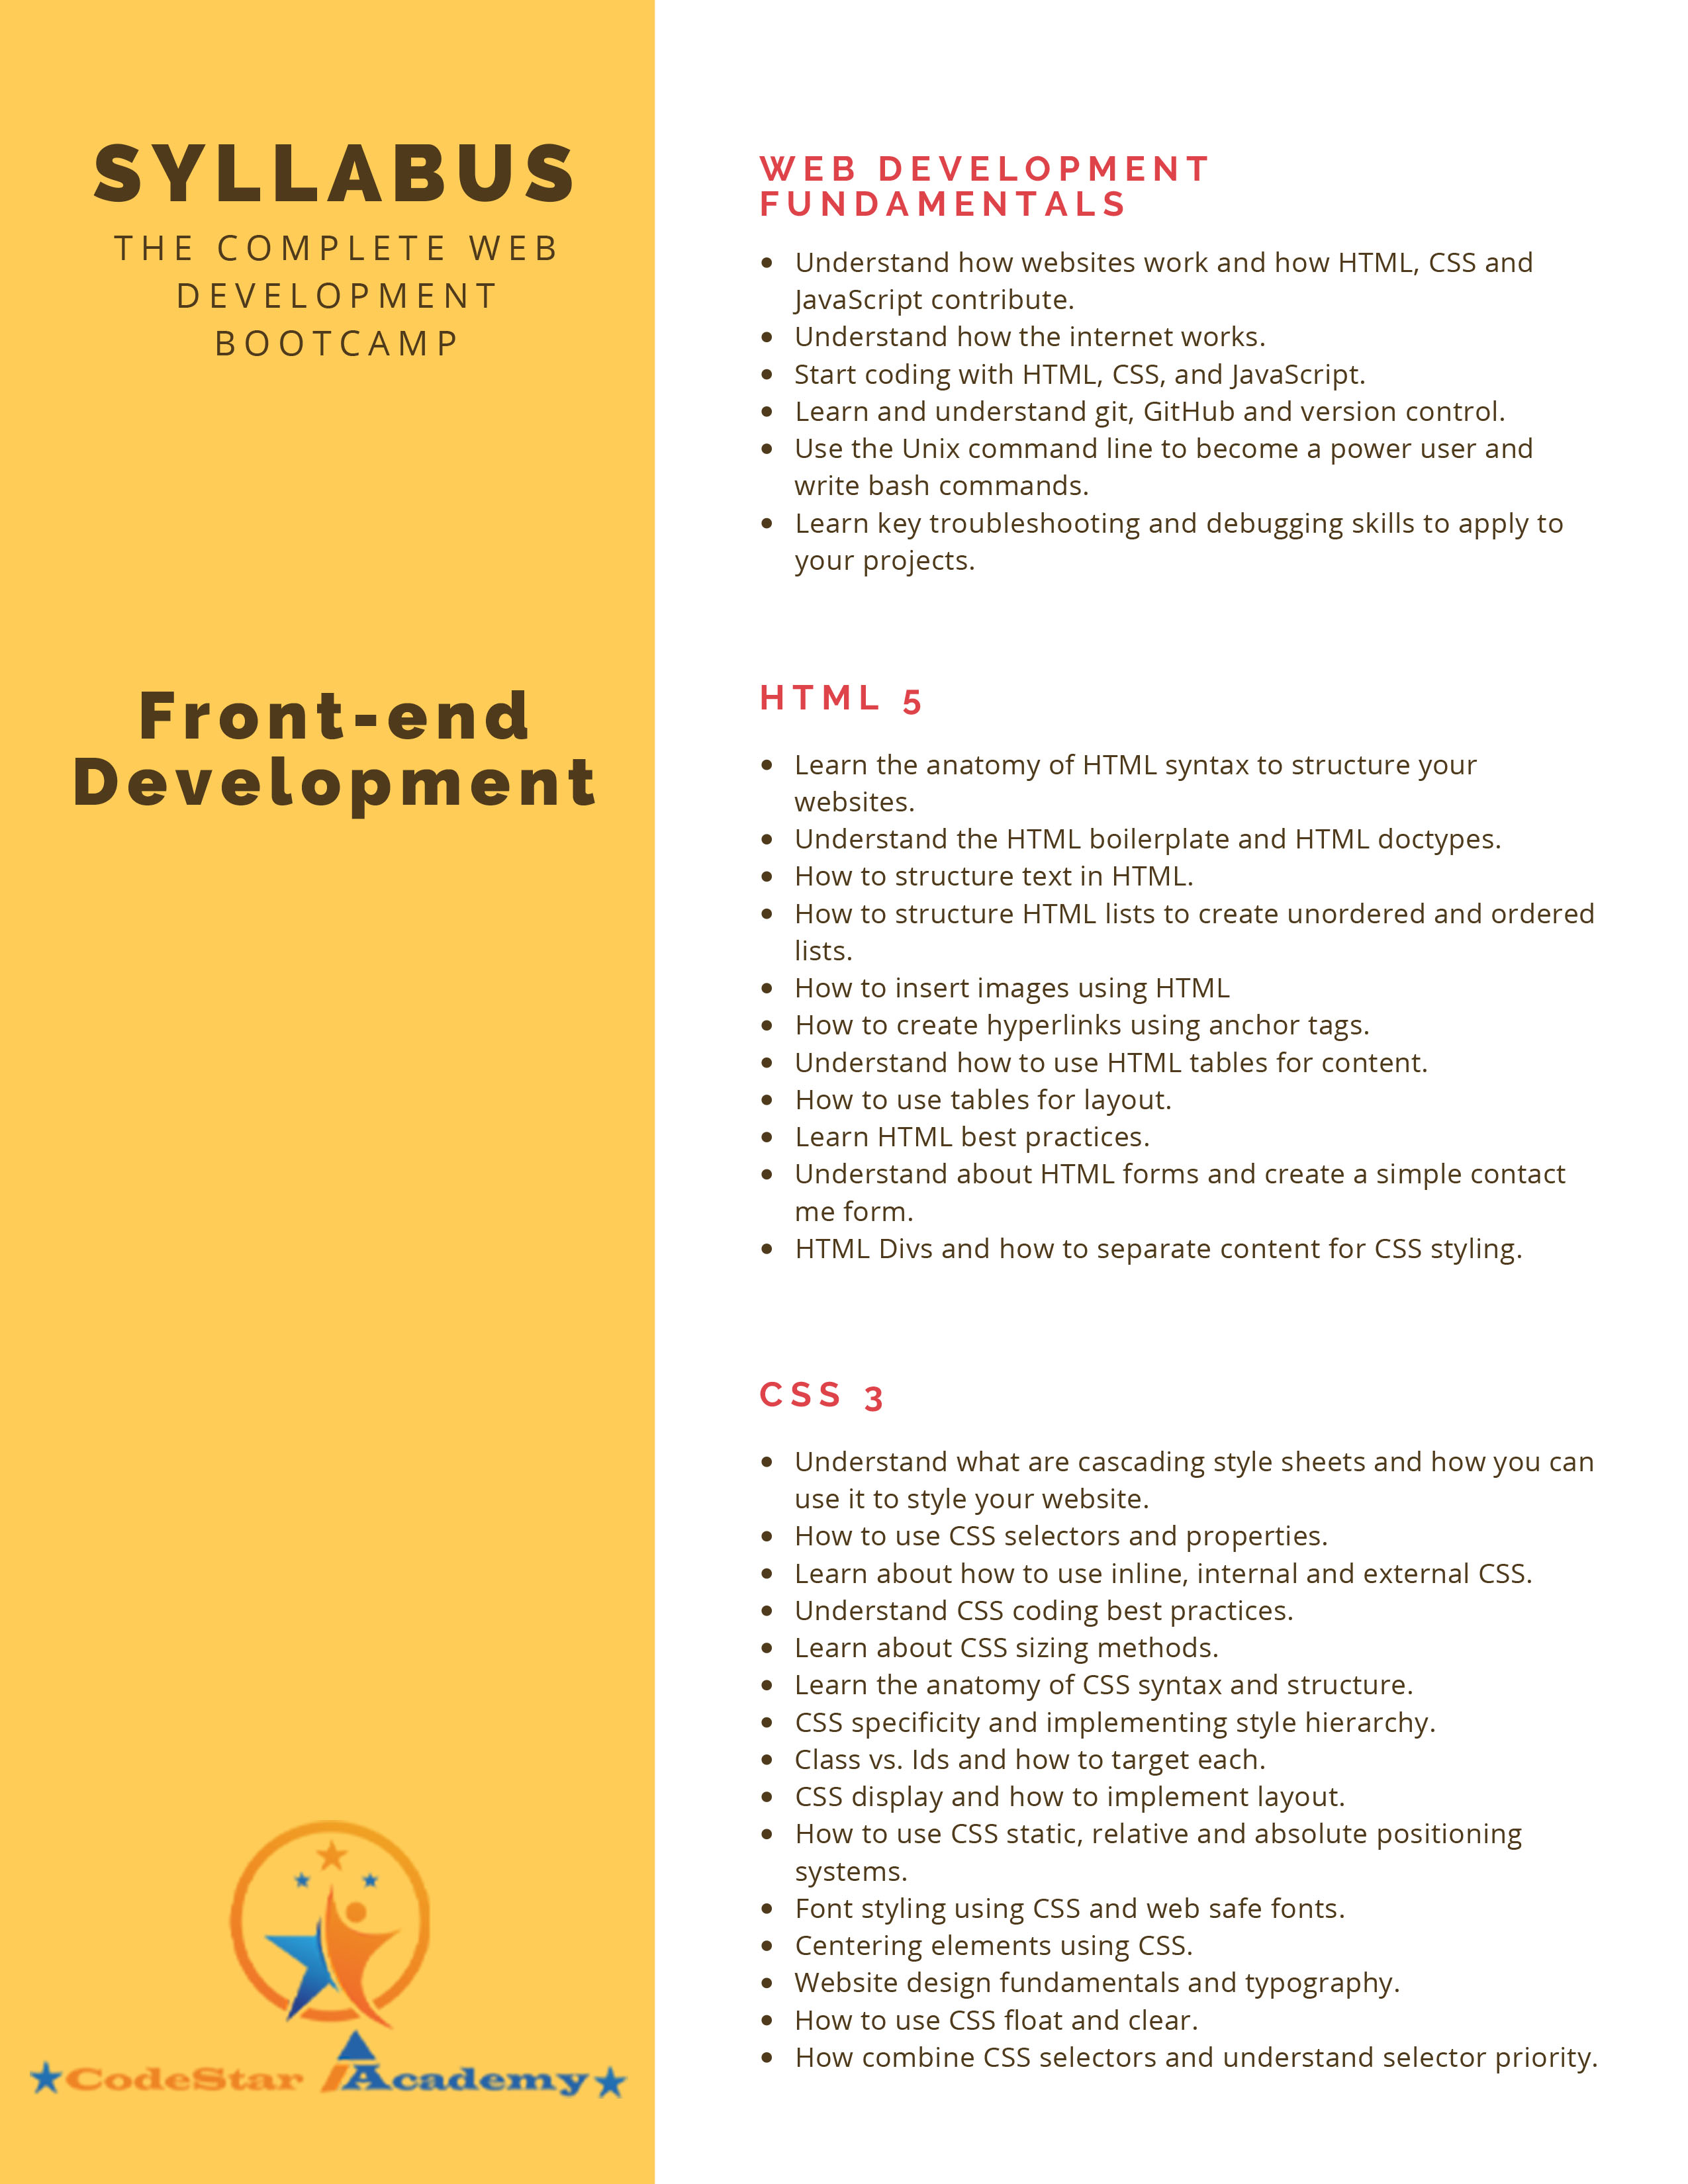 SYLLABUS
THE COMPLETE WEB
DEVELOPMENT
BOOTCAMP
Front-end
Development
CodeStar Academy
WEB DEVELOPMENT
FUNDAMENTALS
• Understand how websites work and how HTML, CSS and
JavaScript contribute.
• Understand how the internet works.
• Start coding with HTML, CSS, and JavaScript.
• Learn and understand git, GitHub and version control.
• Use the Unix command line to become a power user and
write bash commands.
• Learn key troubleshooting and debugging skills to apply to
your projects.
HTML 5
• Learn the anatomy of HTML syntax to structure your
websites.
• Understand the HTML boilerplate and HTML doctypes.
• How to structure text in HTML.
• How to structure HTML lists to create unordered and ordered
lists.
• How to insert images using HTML
• How to create hyperlinks using anchor tags.
• Understand how to use HTML tables for content.
• How to use tables for layout.
• Learn HTML best practices.
• Understand about HTML forms and create a simple contact
me form.
• HTML Divs and how to separate content for CSS styling.
CSS 3
• Understand what are cascading style sheets and how you can
use it to style your website.
• How to use CSS selectors and properties.
• Learn about how to use inline, internal and external CSS.
• Understand CSS coding best practices.
• Learn about CSS sizing methods.
• Learn the anatomy of CSS syntax and structure.
• CSS specificity and implementing style hierarchy.
• Class vs. Ids and how to target each.
• CSS display and how to implement layout.
• How to use CSS static, relative and absolute positioning
systems.
• Font styling using CSS and web safe fonts.
• Centering elements using CSS.
• Website design fundamentals and typography.
• How to use CSS float and clear.
• How combine CSS selectors and understand selector priority.